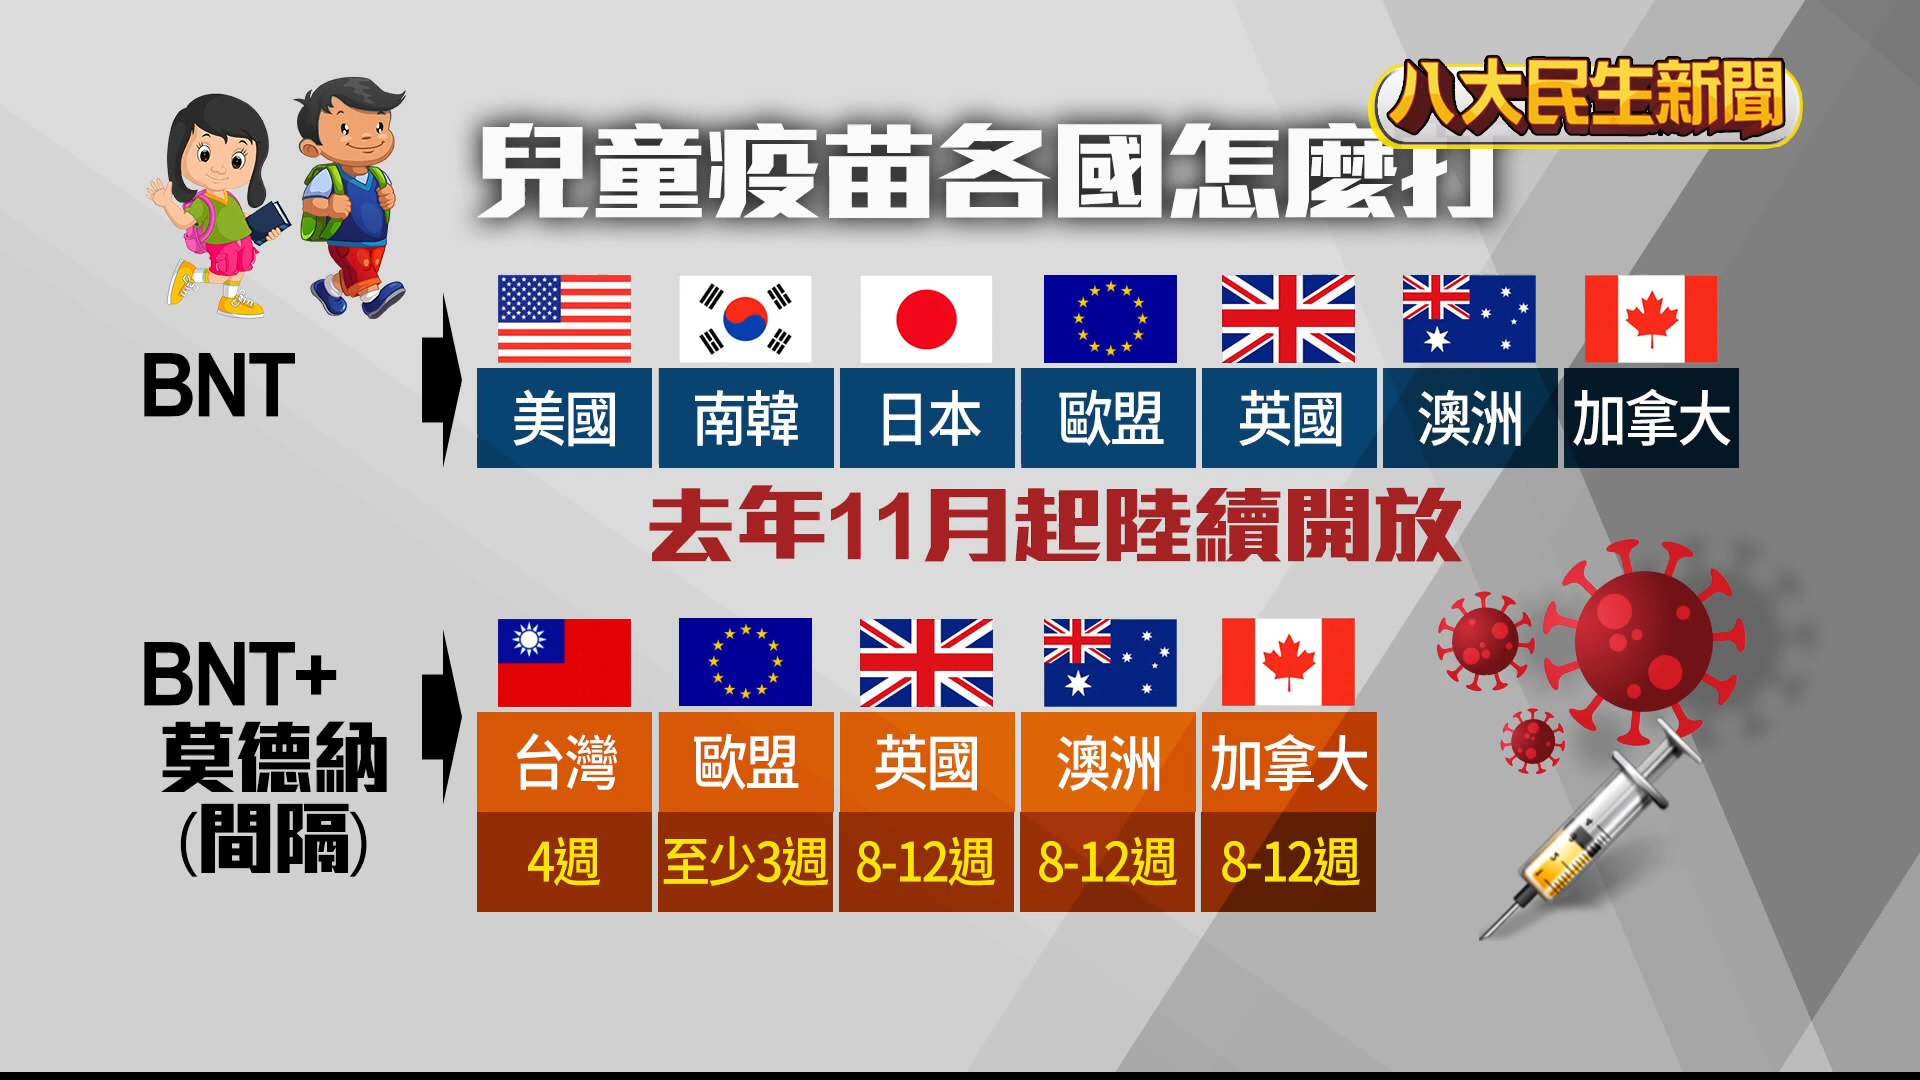 八大民生新聞
兒童疫苗各國怎麼打
BNT
美國 南韓 日本 歐盟 英國 澳洲 加拿大
去年11月起陸續開放
BNT+
莫德納
(間隔)
台灣 歐盟 英國 澳洲 加拿大
4週 至少3週 8-12週 8-12週 8-12週